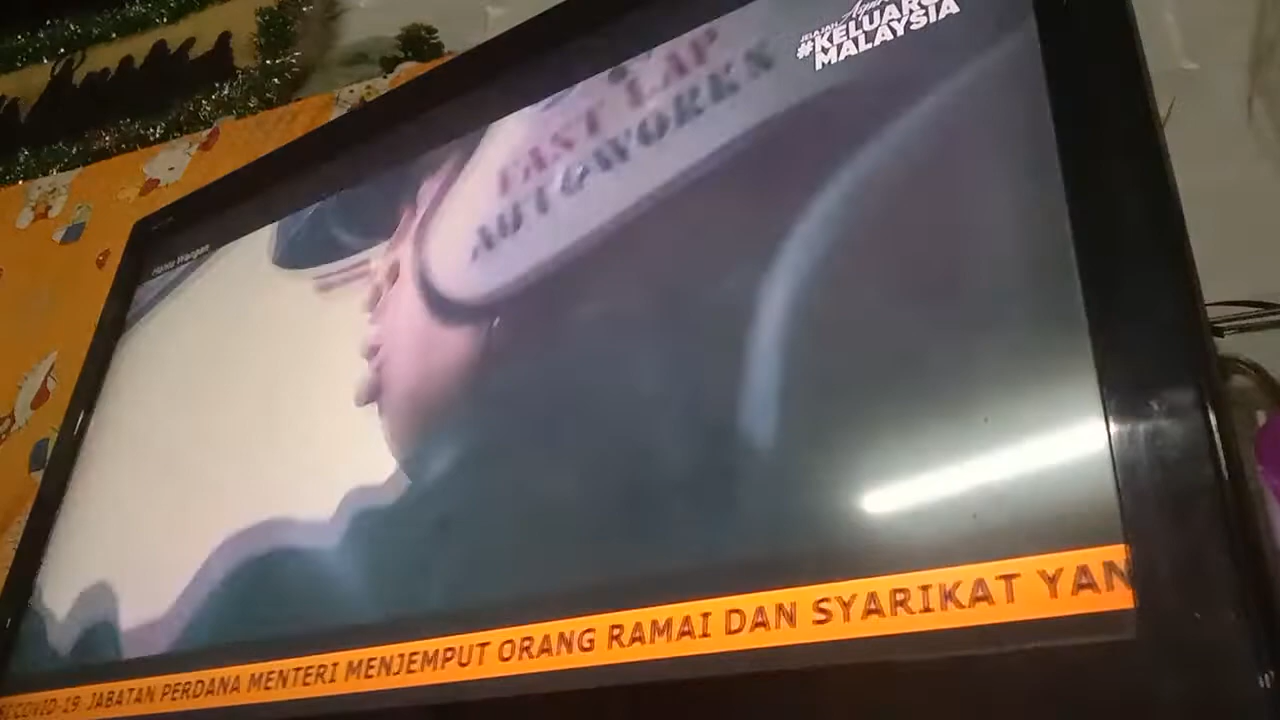 #KELUARGA
MALAYSIA
FAST LAP
AUTOWORKS
COVID-19 JABATAN PERDANA MENTERI MENJEMPUT ORANG RAMAI DAN SYARIKAT YAN